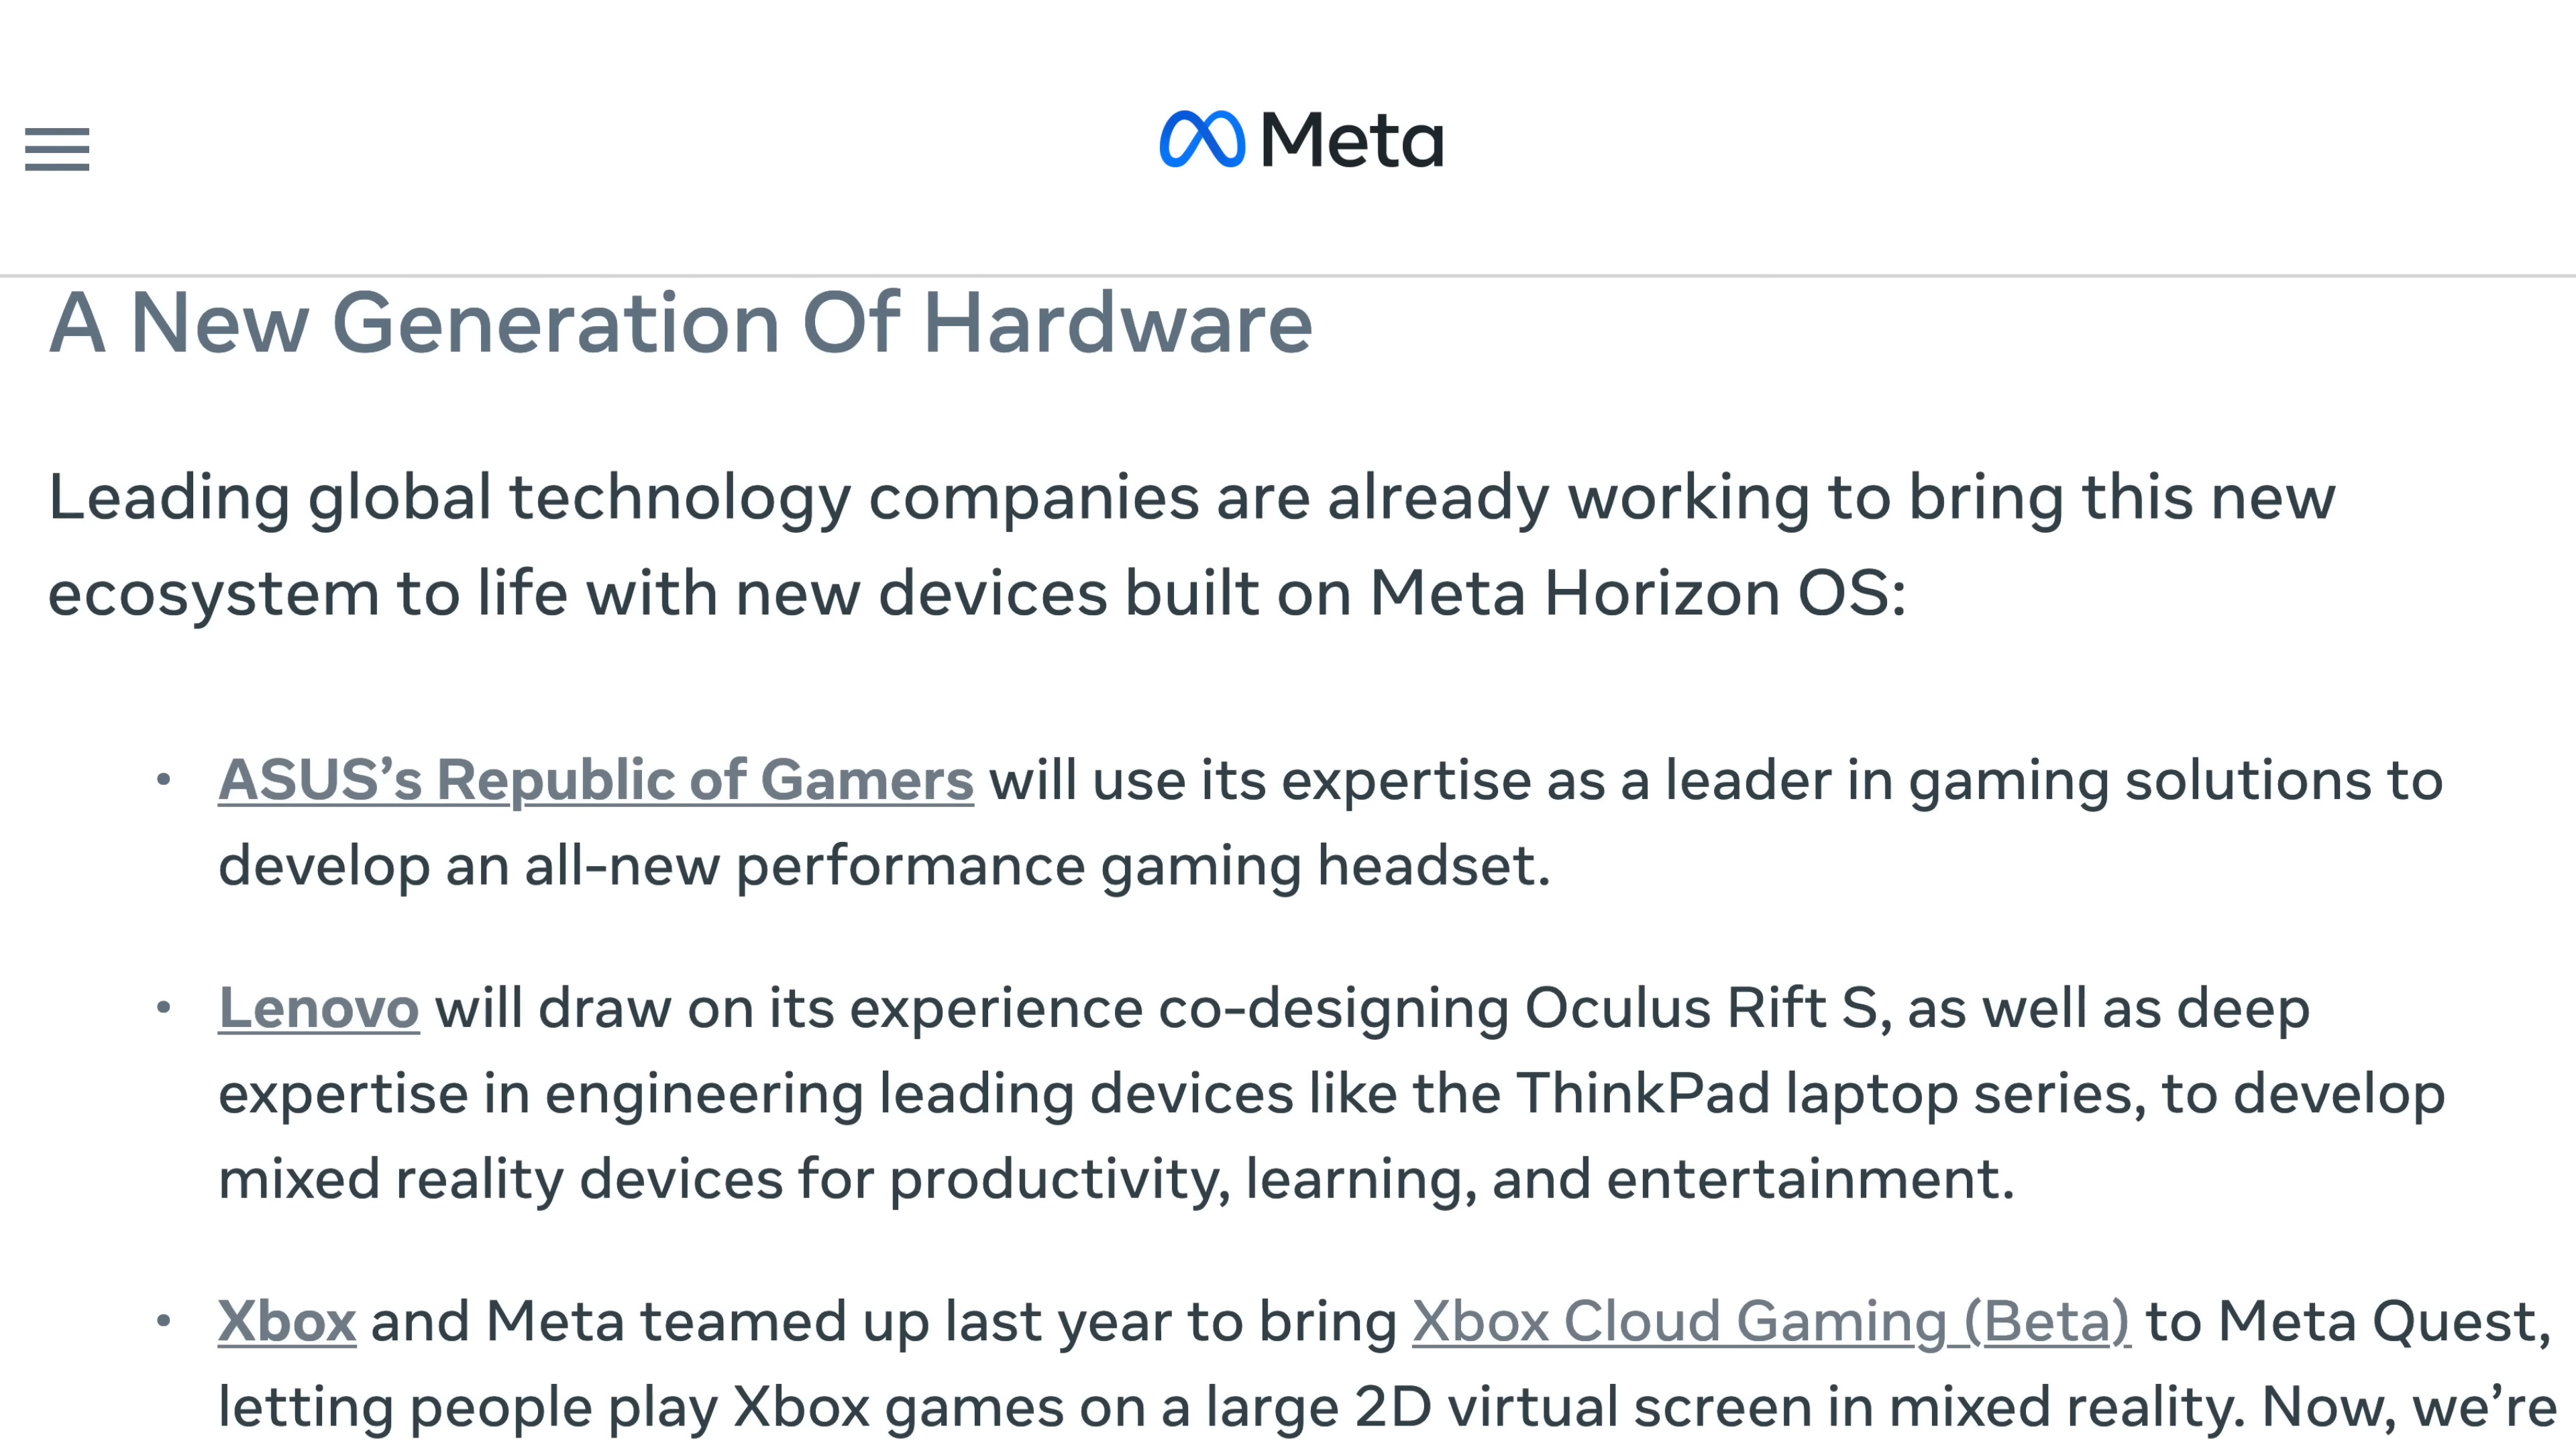 Meta
A New Generation Of Hardware
Leading global technology companies are already working to bring this new
ecosystem to life with new devices built on Meta Horizon OS:
• ASUS’s Republic of Gamers will use its expertise as a leader in gaming solutions to
develop an all-new performance gaming headset.
• Lenovo will draw on its experience co-designing Oculus Rift S, as well as deep
expertise in engineering leading devices like the ThinkPad laptop series, to develop
mixed reality devices for productivity, learning, and entertainment.
• Xbox and Meta teamed up last year to bring Xbox Cloud Gaming (Beta) to Meta Quest,
letting people play Xbox games on a large 2D virtual screen in mixed reality. Now, we’re